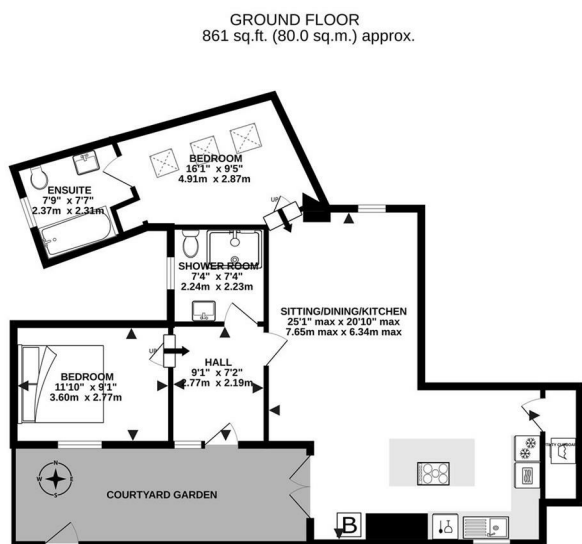 GROUND FLOOR
861 sq.ft. (80.0 sq.m.) approx.
BEDROOM
16'1" x 9'5"
4.91m x 2.87m
ENSUITE
7'9" x 7'7"
2.37m x 2.31m
UP
SHOWER ROOM
7'4" x 7'4"
2.24m x 2.23m
SITTING/DINING/KITCHEN
25'1" max x 20'10" max
7.65m max x 6.34m max
BEDROOM
11'10" x 9'1"
3.60m x 2.77m
UP
HALL
9'1" x 7'2"
2.77m x 2.19m
N
W E
S
COURTYARD GARDEN
B